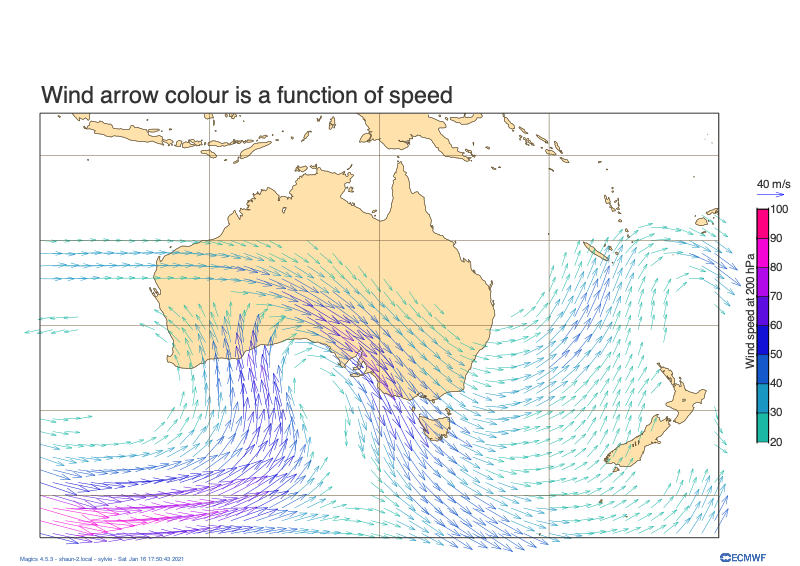 Wind arrow colour is a function of speed
40 m/s
100
90
80
70
60
50
40
30
20
Wind speed at 200 hPa
Magics 4.5.3 - shaun-2.local - sylvie - Sat Jan 16 17:50:43 2021
ECMWF